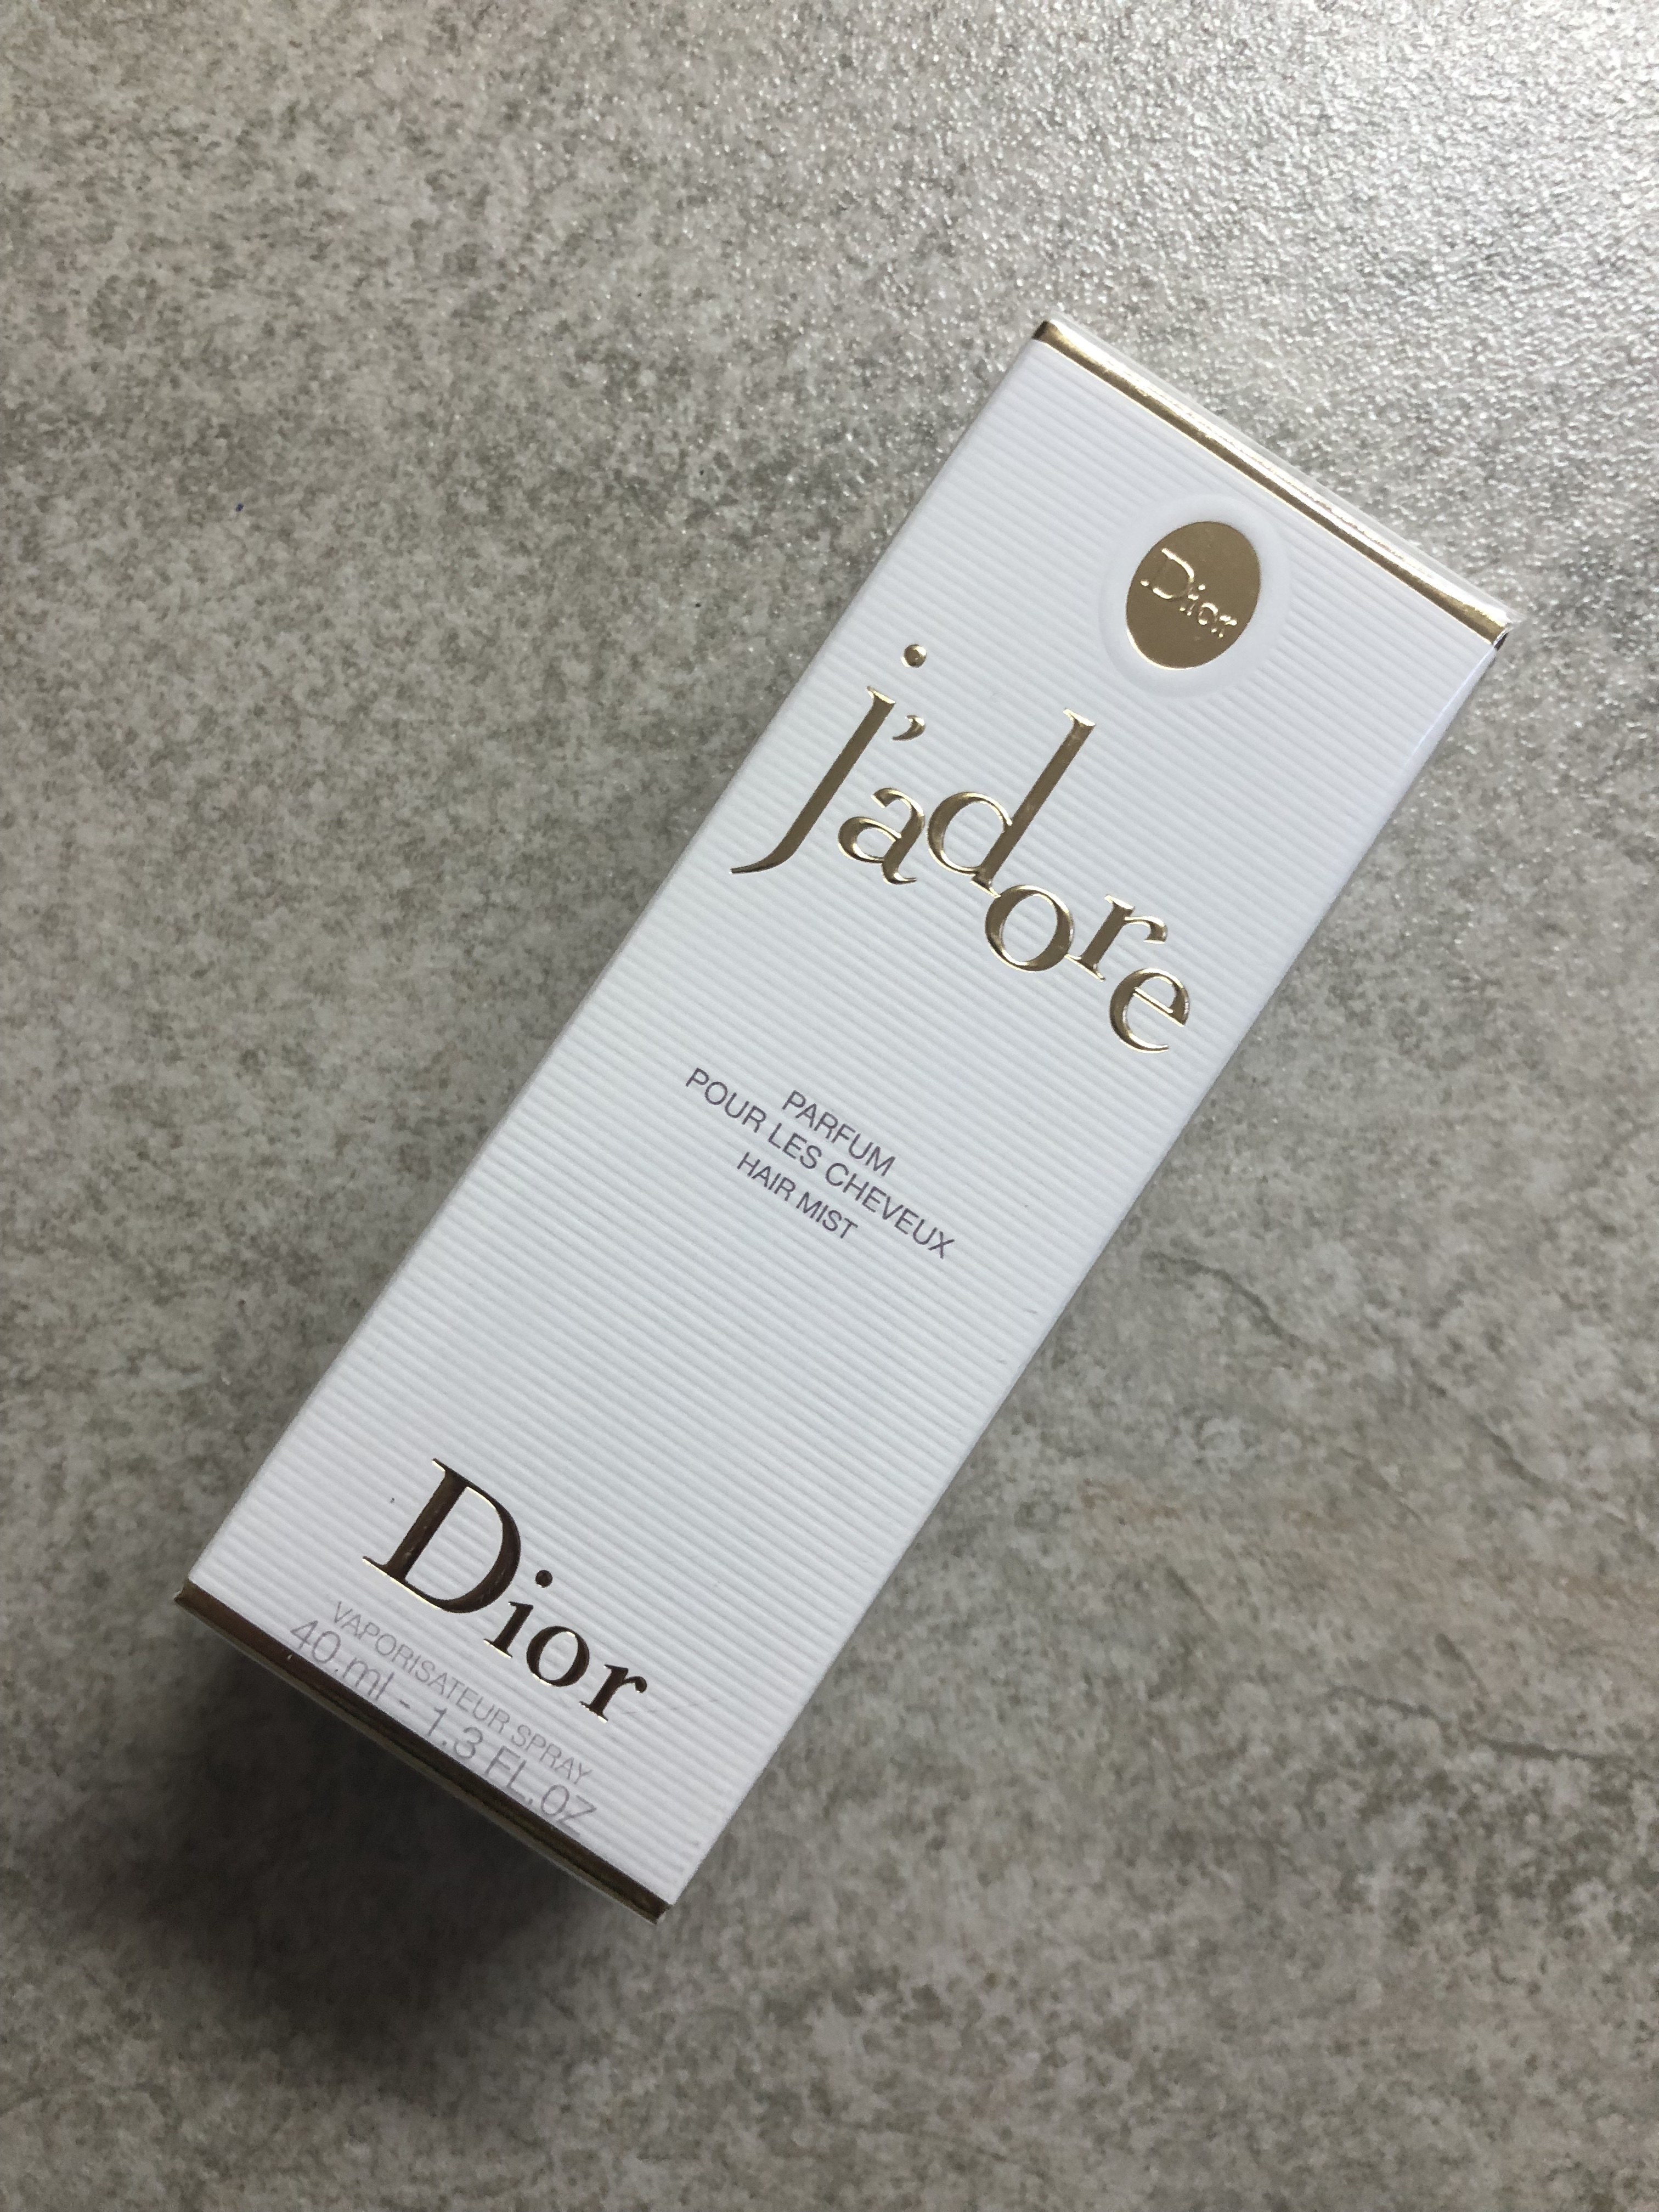 Dior
j'adore
PARFUM
POUR LES CHEVEUX
HAIR MIST
Dior
VAPORISATEUR SPRAY
40 ml - 1.3 FL.OZ